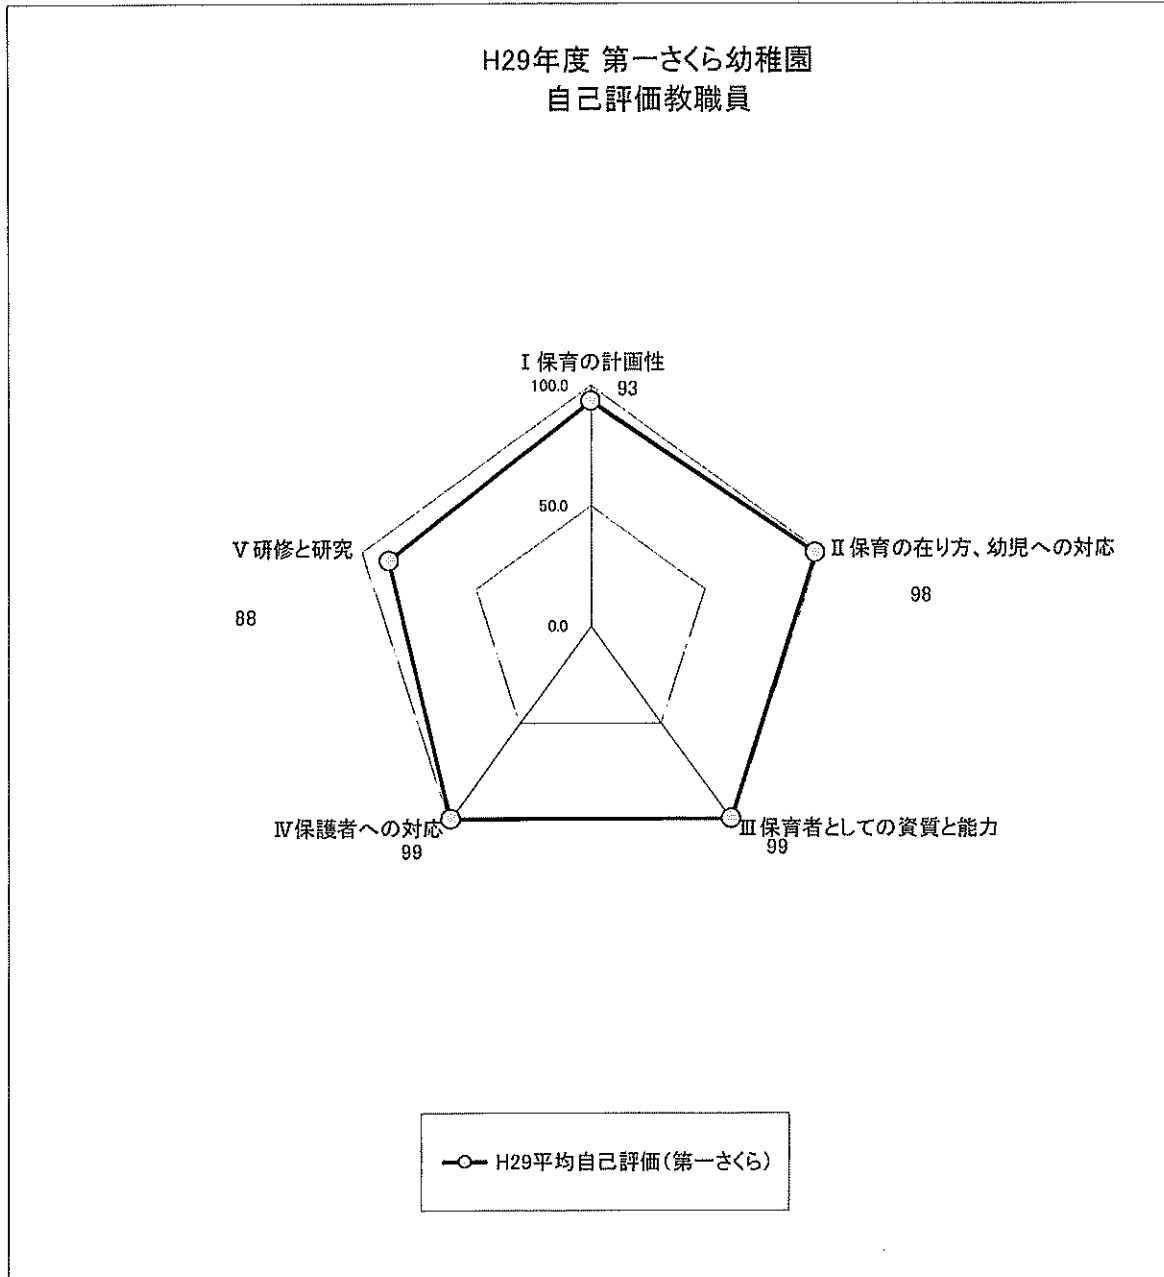 H29年度 第一さくら幼稚園
自己評価教職員
Ⅰ保育の計画性
100.0
93
50.0
0.0
Ⅴ研修と研究
88
Ⅱ保育の在り方、幼児への対応
98
Ⅳ保護者への対応
99
Ⅲ保育者としての資質と能力
99
H29平均自己評価(第一さくら)